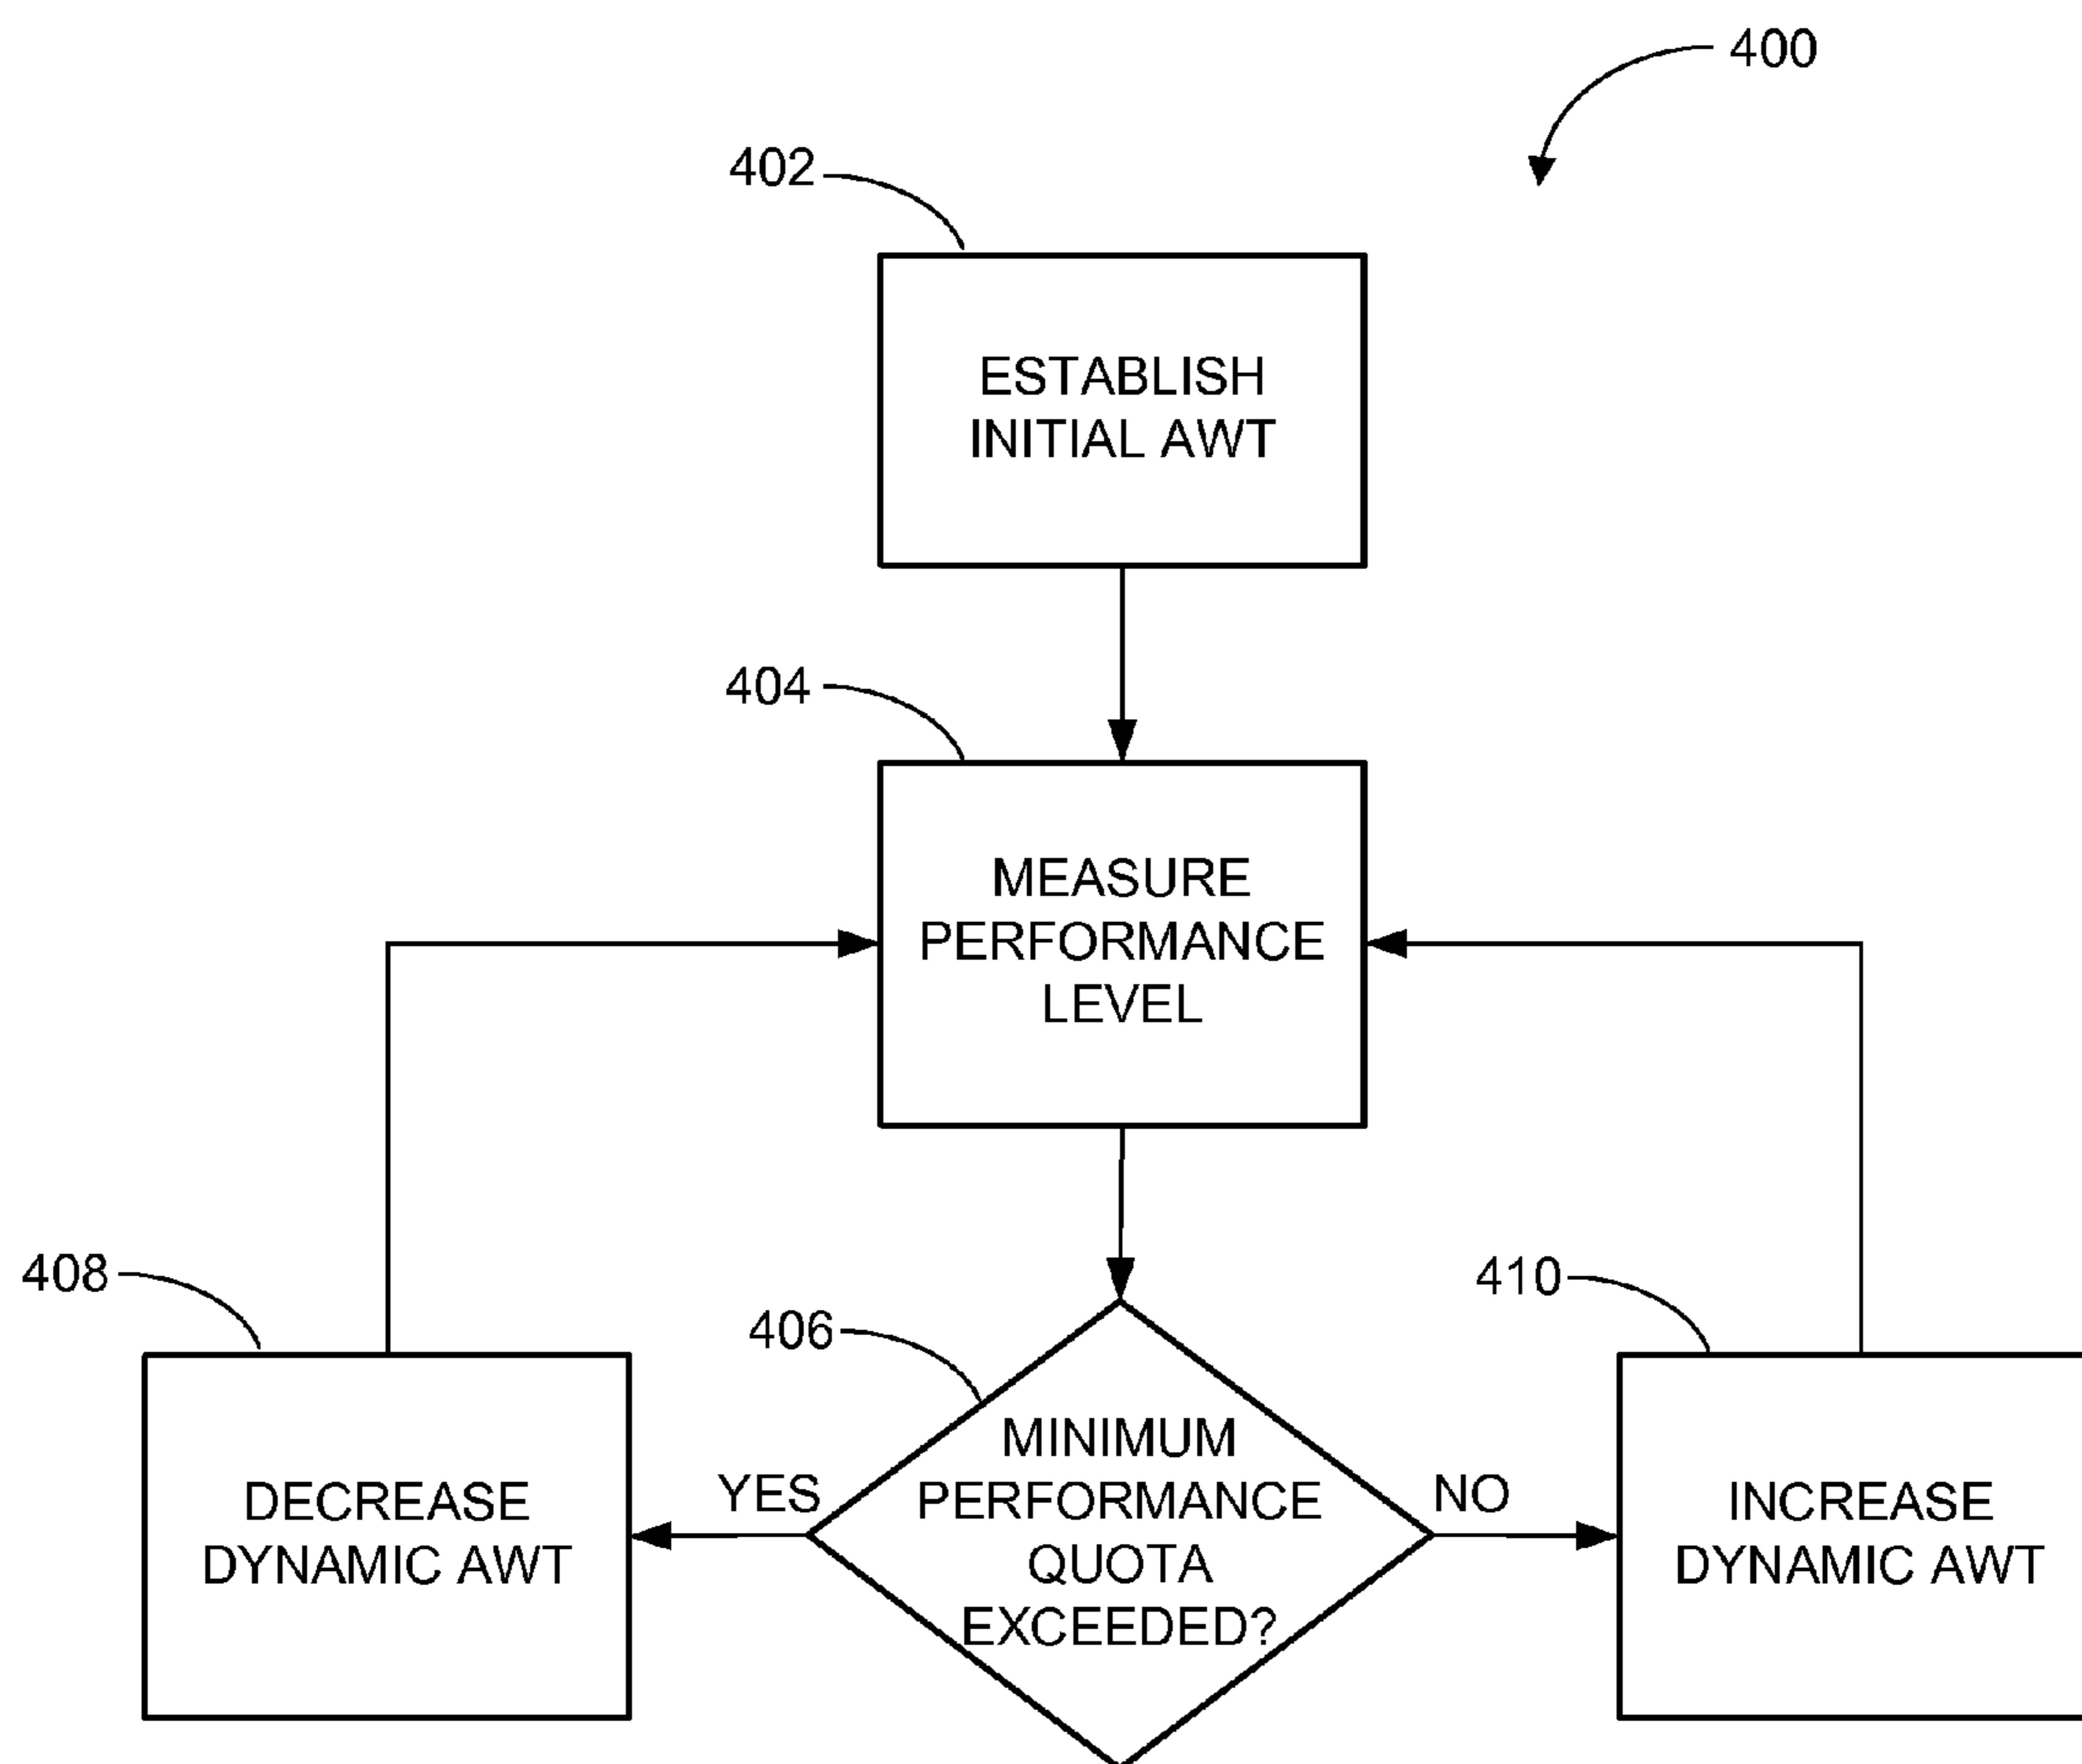 400
402
ESTABLISH
INITIAL AWT
404
MEASURE
PERFORMANCE
LEVEL
408
406
410
DECREASE
DYNAMIC AWT
YES
MINIMUM
PERFORMANCE
QUOTA
EXCEEDED?
NO
INCREASE
DYNAMIC AWT